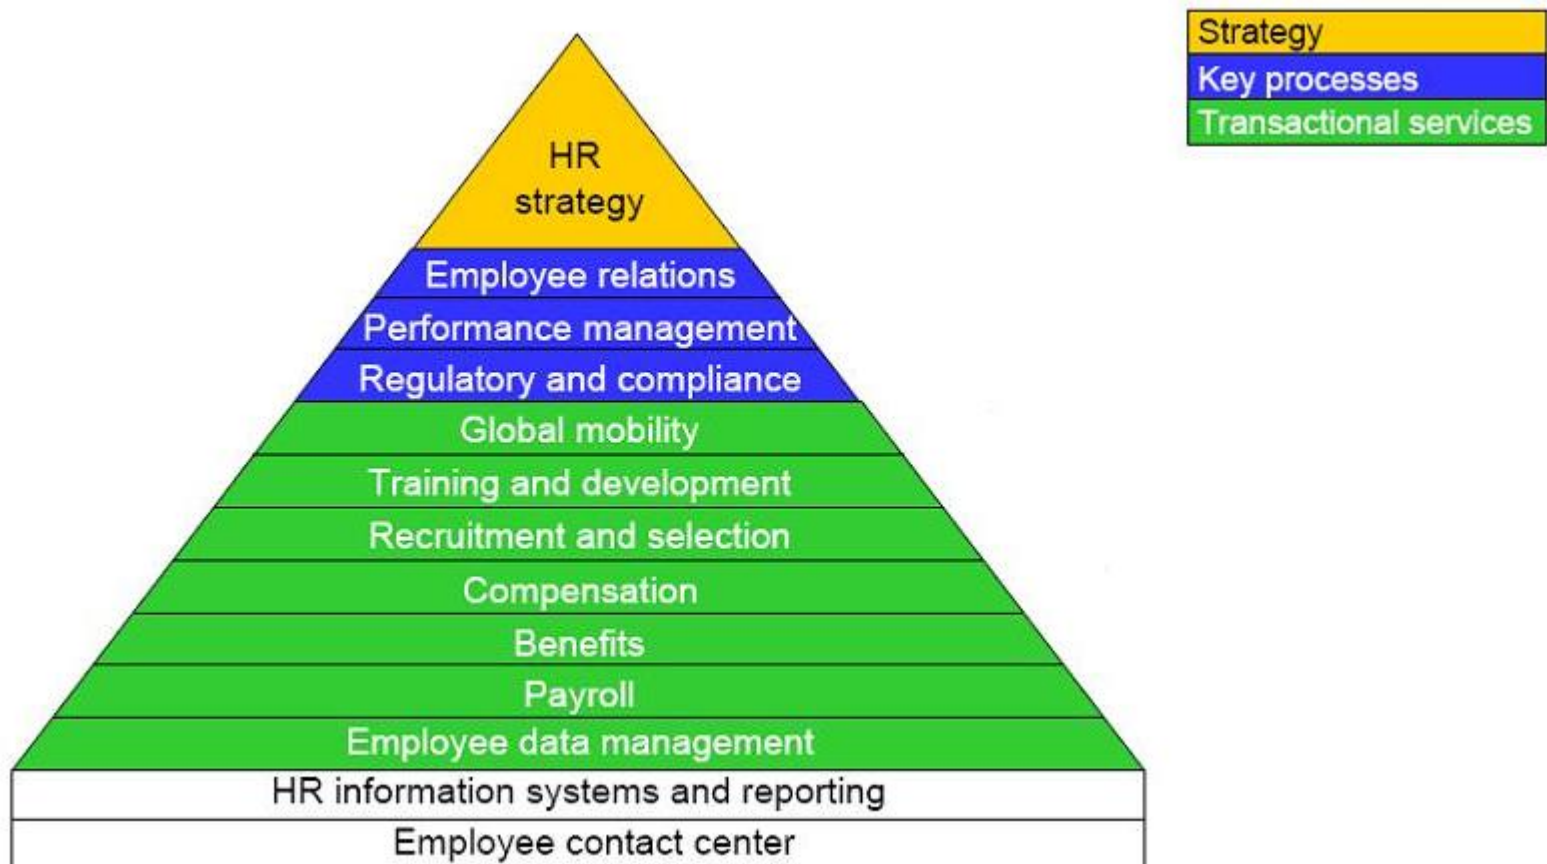 Strategy
Key processes
Transactional services
HR
strategy
Employee relations
Performance management
Regulatory and compliance
Global mobility
Training and development
Recruitment and selection
Compensation
Benefits
Payroll
Employee data management
HR information systems and reporting
Employee contact center